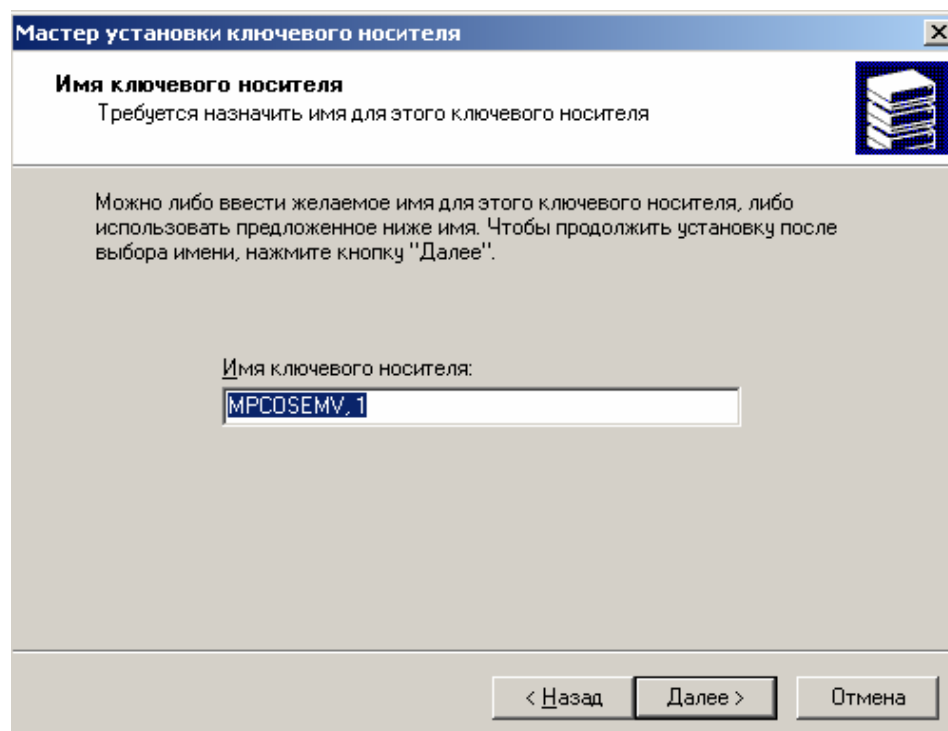 Мастер установки ключевого носителя
Имя ключевого носителя
Требуется назначить имя для этого ключевого носителя
Можно либо ввести желаемое имя для этого ключевого носителя, либо
использовать предложенное ниже имя. Чтобы продолжить установку после
выбора имени, нажмите кнопку "Далее".
Имя ключевого носителя:
MPCOSEMV, 1
< Назад
Далее >
Отмена